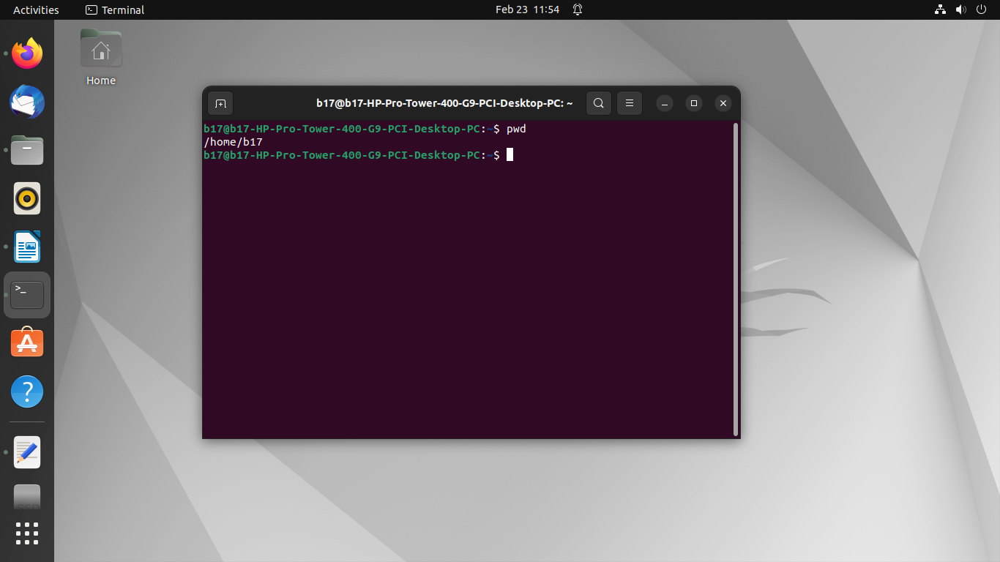 Activities
Terminal
Feb 23 11:54
Home
b17@b17-HP-Pro-Tower-400-G9-PCI-Desktop-PC: ~
b17@b17-HP-Pro-Tower-400-G9-PCI-Desktop-PC:~$ pwd
/home/b17
b17@b17-HP-Pro-Tower-400-G9-PCI-Desktop-PC:~$